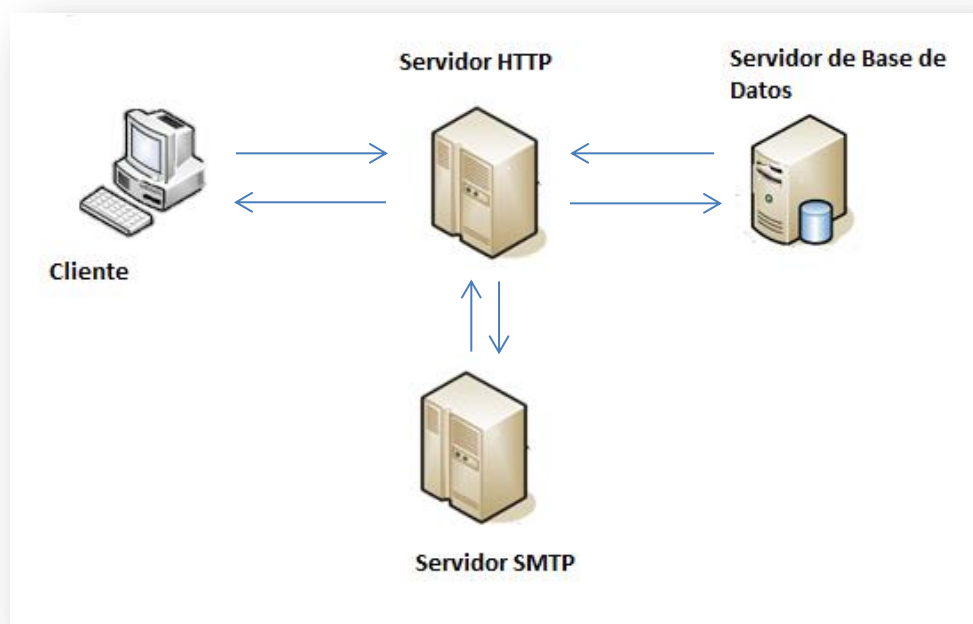 Servidor HTTP
Servidor de Base de
Datos
Cliente
Servidor SMTP